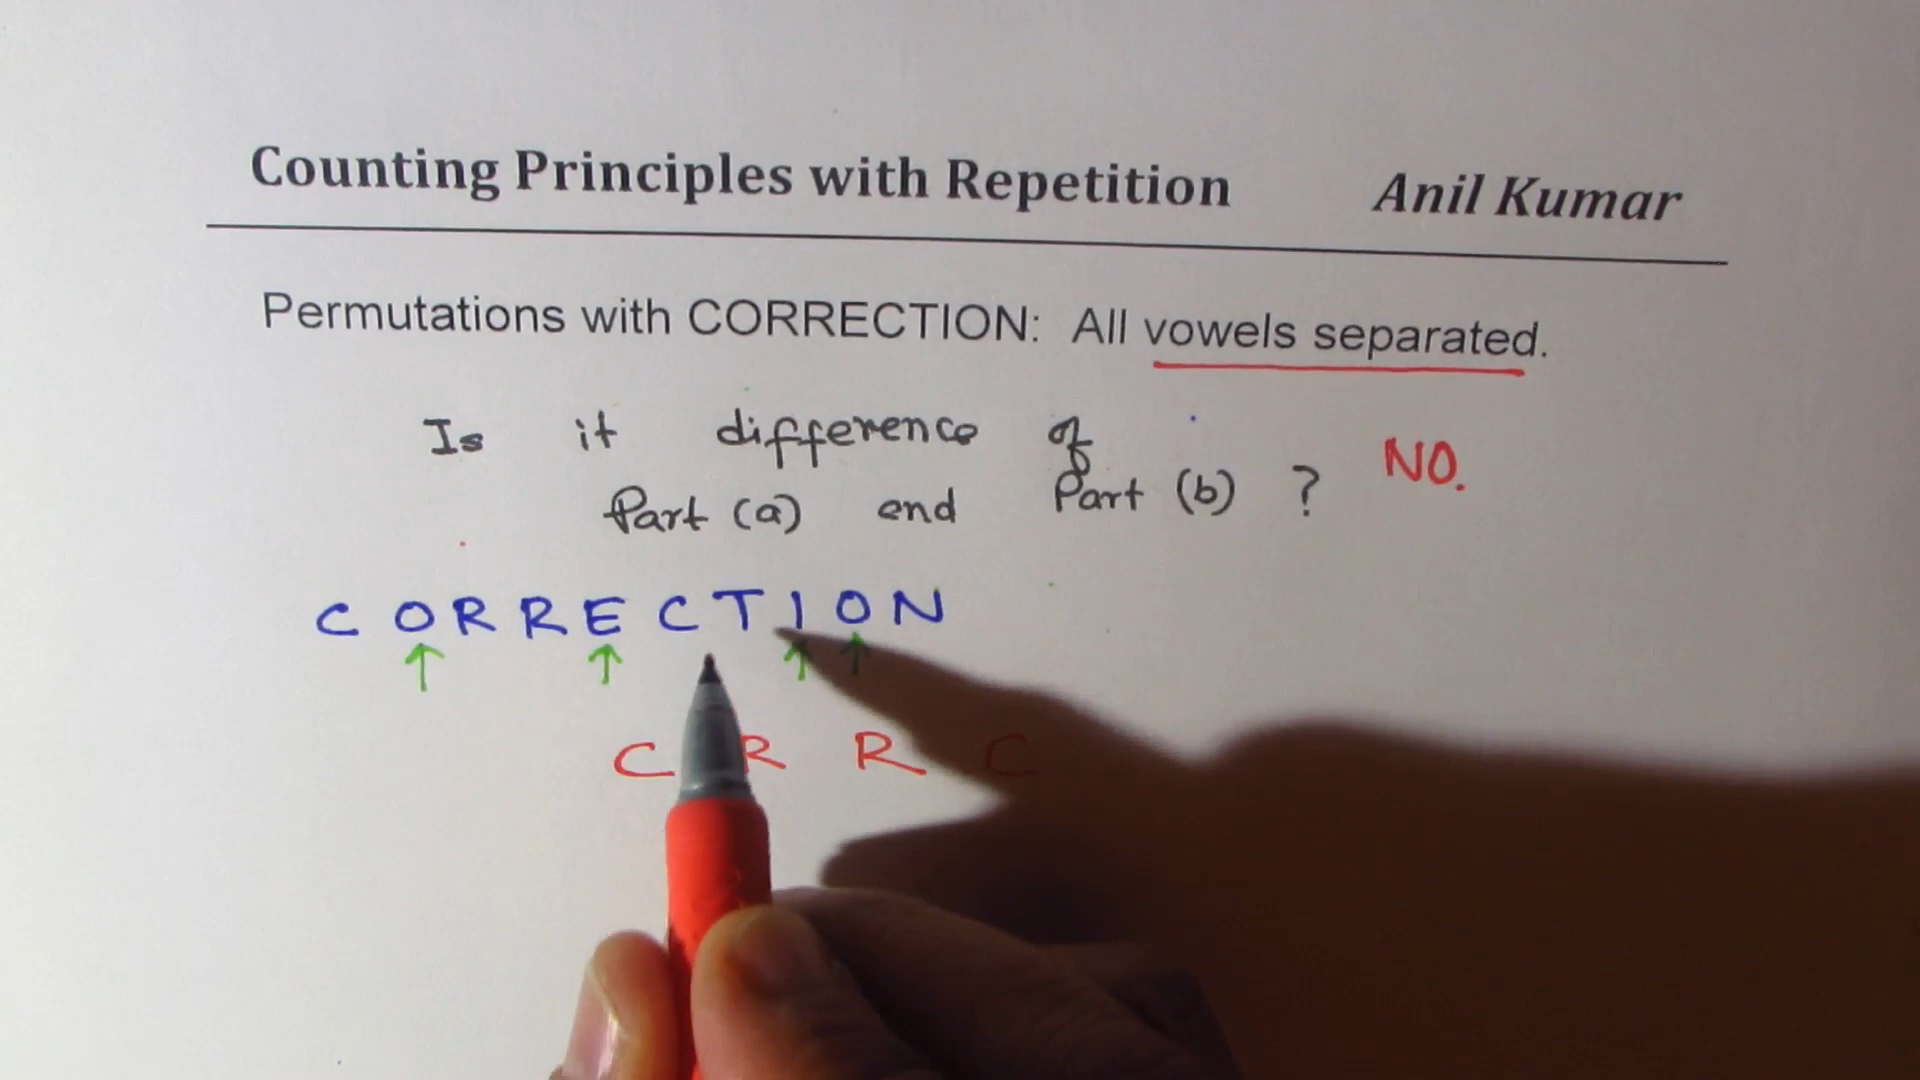 Counting Principles with Repetition Anil Kumar
Permutations with CORRECTION: All vowels separated.
Is it difference of
Part (a) and Part (b) ? NO.
C O R R E C T I O N
C R R C